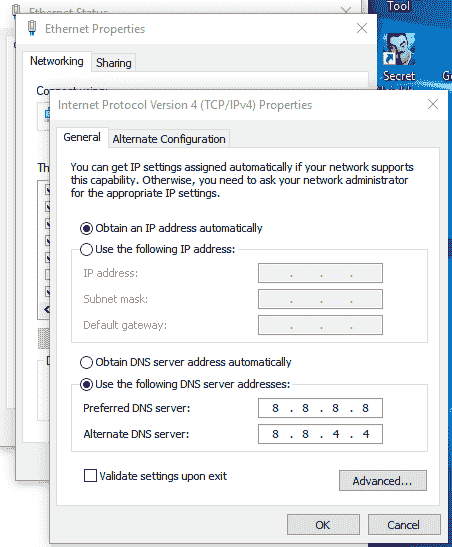 Ethernet Status
Tool
Ethernet Properties
Networking
Sharing
Secret
Internet Protocol Version 4 (TCP/IPv4) Properties
General
Alternate Configuration
You can get IP settings assigned automatically if your network supports
this capability. Otherwise, you need to ask your network administrator
for the appropriate IP settings.
Obtain an IP address automatically
Use the following IP address:
IP address:
. . .
Subnet mask:
. . .
Default gateway:
. . .
Obtain DNS server address automatically
Use the following DNS server addresses:
Preferred DNS server:
8 . 8 . 8 . 8
Alternate DNS server:
8 . 8 . 4 . 4
Validate settings upon exit
Advanced...
OK
Cancel